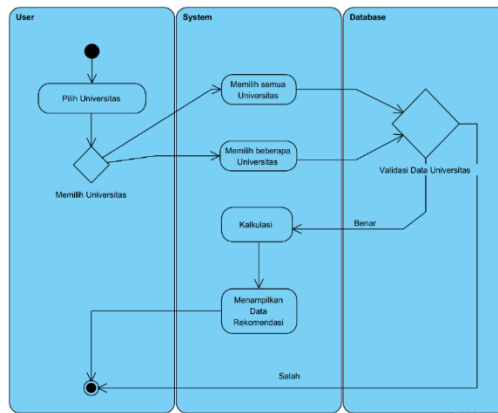 User
System
Database
Pilih Universitas
Memilih semua
Universitas
Memilih beberapa
Universitas
Memilih Universitas
Validasi Data Universitas
Kalkulasi
Benar
Menampilkan
Data
Rekomendasi
Salah